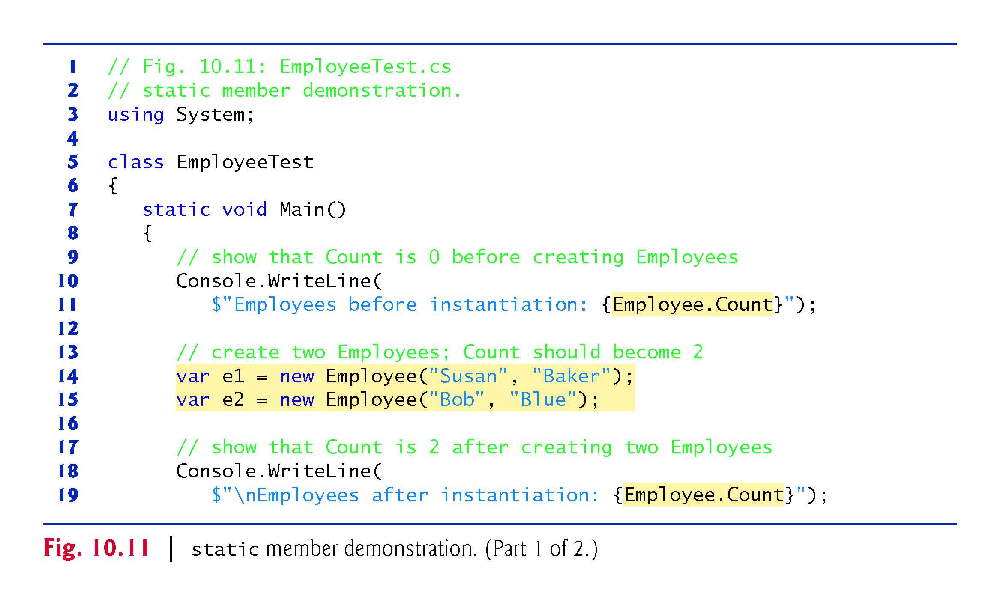 1 // Fig. 10.11: EmployeeTest.cs
2 // static member demonstration.
3 using System;
4
5 class EmployeeTest
6 {
7    static void Main()
8    {
9       // show that Count is 0 before creating Employees
10       Console.WriteLine(
11          $"Employees before instantiation: {Employee.Count}");
12
13       // create two Employees; Count should become 2
14       var e1 = new Employee("Susan", "Baker");
15       var e2 = new Employee("Bob", "Blue");
16
17       // show that Count is 2 after creating two Employees
18       Console.WriteLine(
19          $"\nEmployees after instantiation: {Employee.Count}");
Fig. 10.11 | static member demonstration. (Part 1 of 2.)